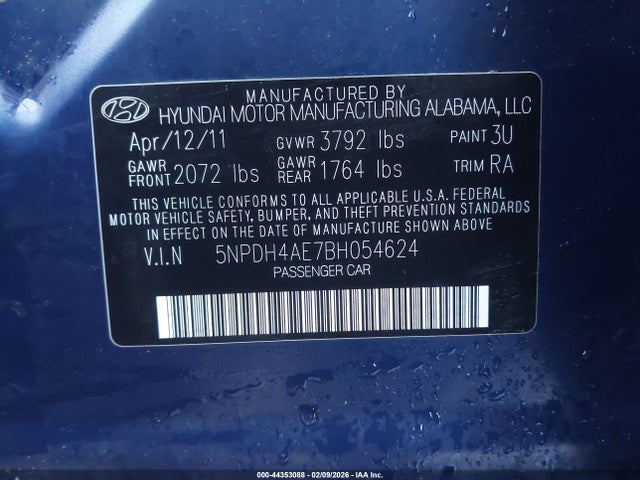 MANUFACTURED BY
HYUNDAI MOTOR MANUFACTURING ALABAMA, LLC
Apr/12/11 GVWR 3792 lbs PAINT 3U
GAWR FRONT 2072 lbs GAWR REAR 1764 lbs TRIM RA
THIS VEHICLE CONFORMS TO ALL APPLICABLE U.S.A. FEDERAL
MOTOR VEHICLE SAFETY, BUMPER, AND THEFT PREVENTION STANDARDS
IN EFFECT ON THE DATE OF MANUFACTURE SHOWN ABOVE.
V.I.N 5NPDH4AE7BH054624
PASSENGER CAR
000-44353088 - 02/09/2026 - IAA Inc.